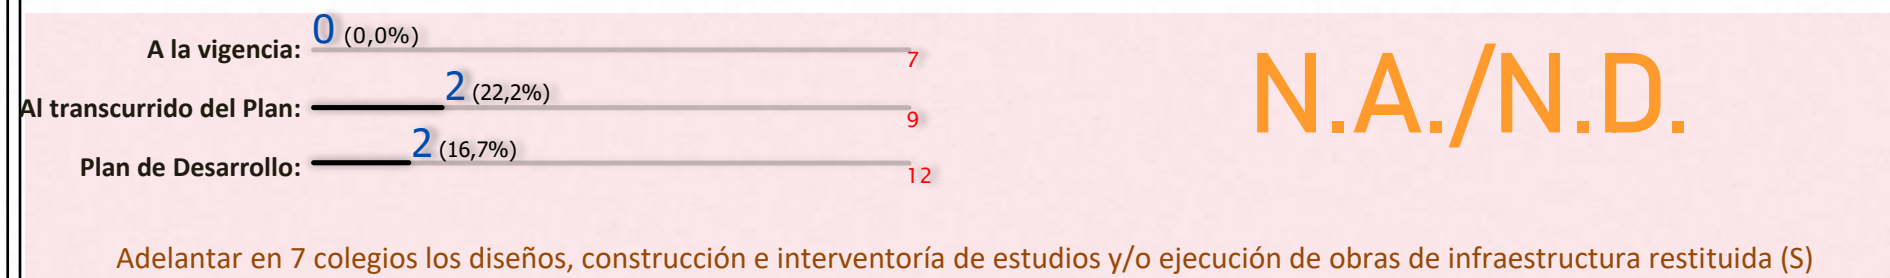 0 (0,0%)
A la vigencia:
7
2 (22,2%)
Al transcurrido del Plan:
9
2 (16,7%)
Plan de Desarrollo:
12
N.A./N.D.
Adelantar en 7 colegios los diseños, construcción e interventoría de estudios y/o ejecución de obras de infraestructura restituida (S)